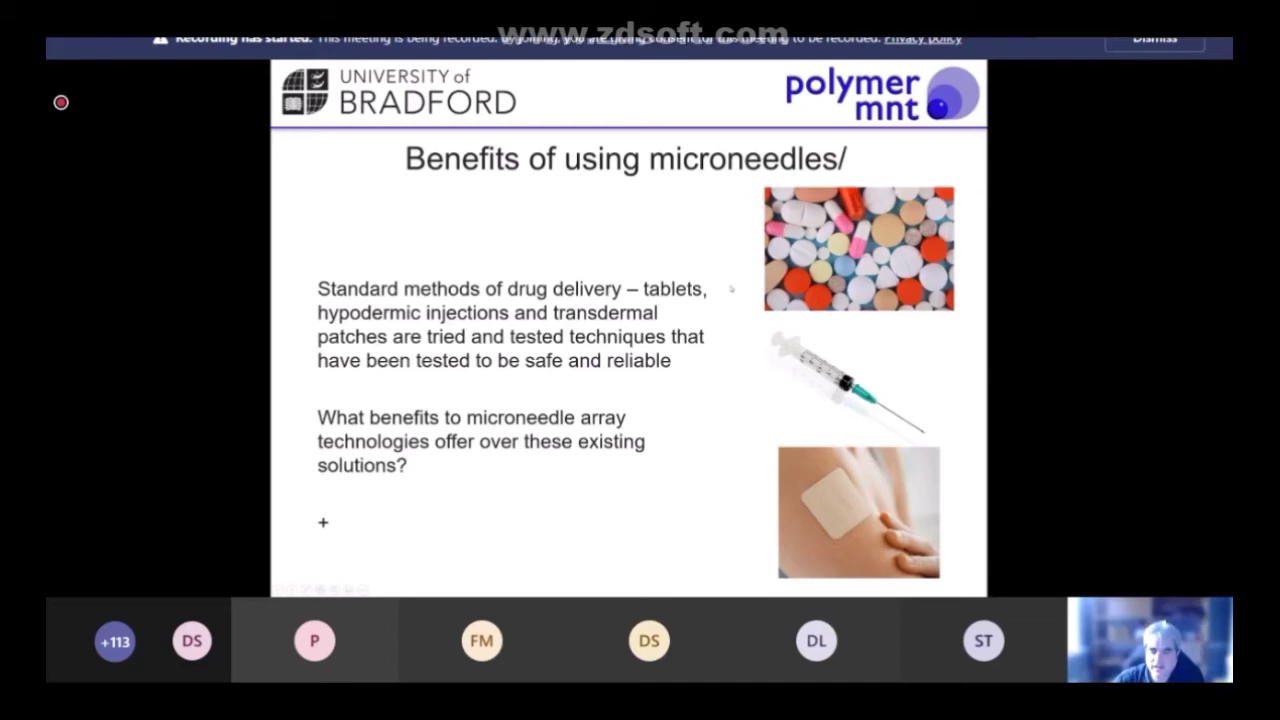 www.zdsoft.com
Recording has started. This meeting is being recorded. By joining, you are giving consent for this meeting to be recorded. Privacy policy
Dismiss
UNIVERSITY of
BRADFORD
polymer
mnt
Benefits of using microneedles/
Standard methods of drug delivery – tablets,
hypodermic injections and transdermal
patches are tried and tested techniques that
have been tested to be safe and reliable
What benefits to microneedle array
technologies offer over these existing
solutions?
+
+113
DS
P
FM
DS
DL
ST